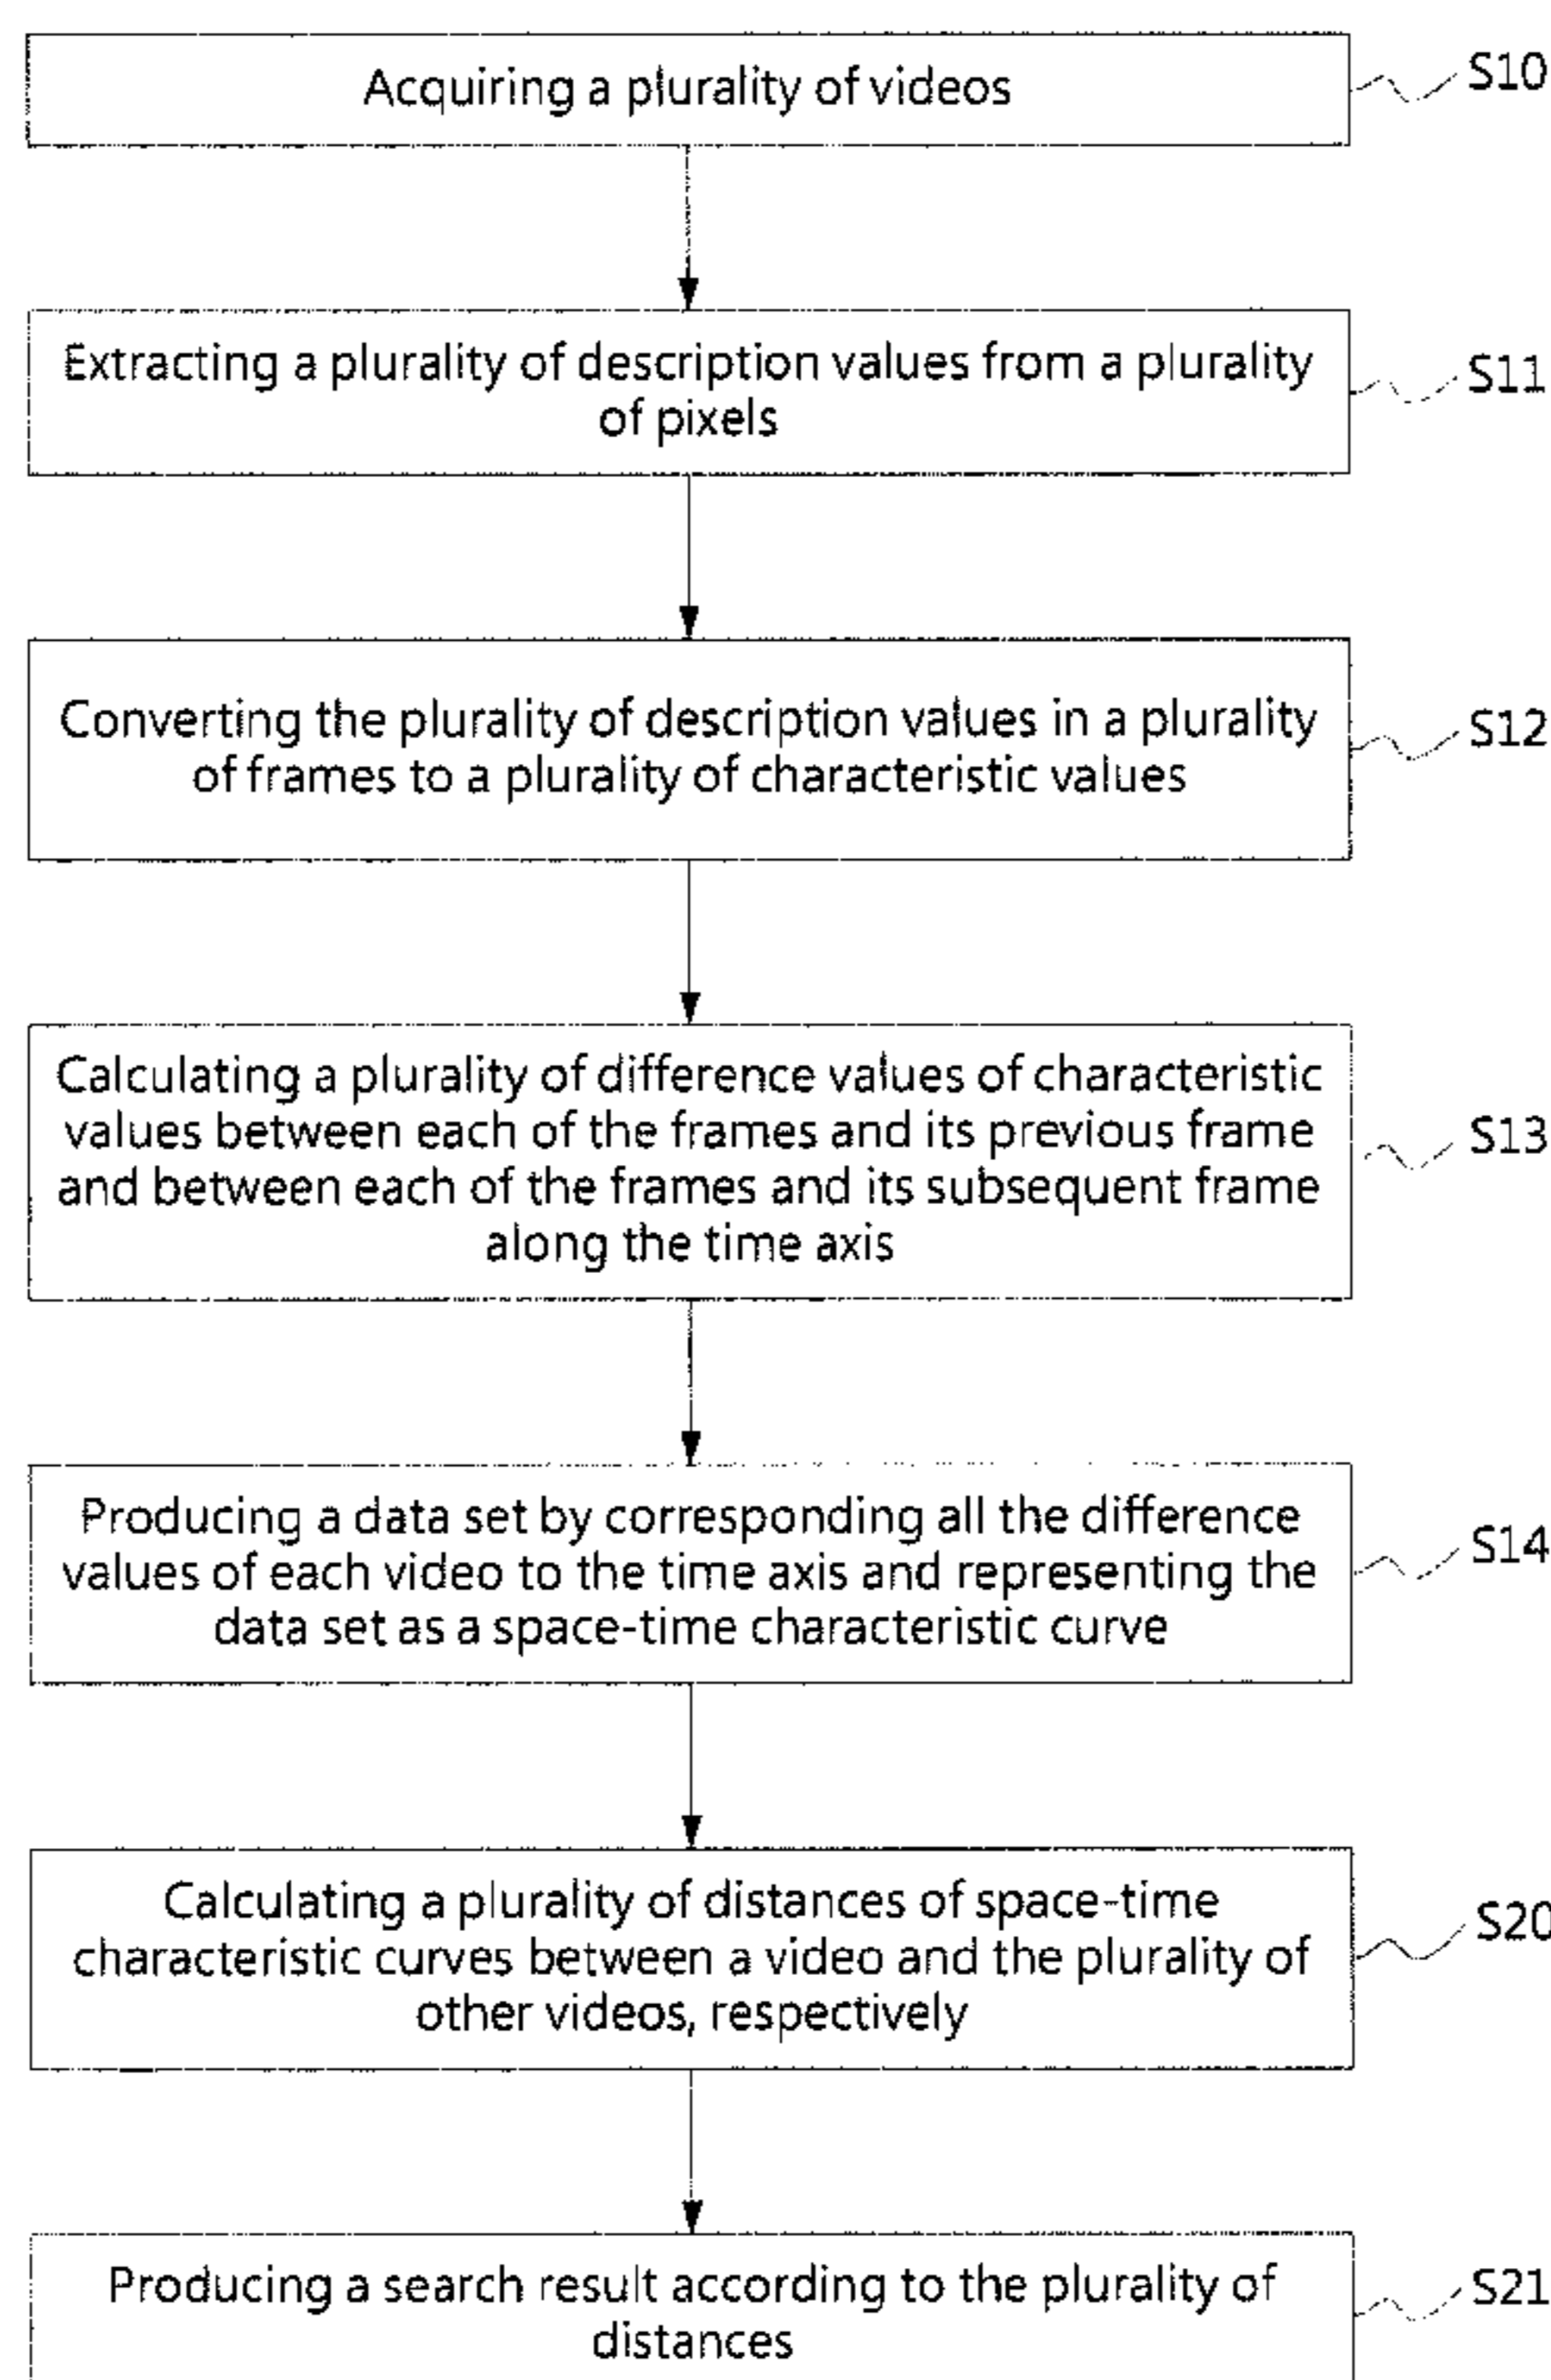 Acquiring a plurality of videos
S10
Extracting a plurality of description values from a plurality
of pixels
S11
Converting the plurality of description values in a plurality
of frames to a plurality of characteristic values
S12
Calculating a plurality of difference values of characteristic
values between each of the frames and its previous frame
and between each of the frames and its subsequent frame
along the time axis
S13
Producing a data set by corresponding all the difference
values of each video to the time axis and representing the
data set as a space-time characteristic curve
S14
Calculating a plurality of distances of space-time
characteristic curves between a video and the plurality of
other videos, respectively
S20
Producing a search result according to the plurality of
distances
S21